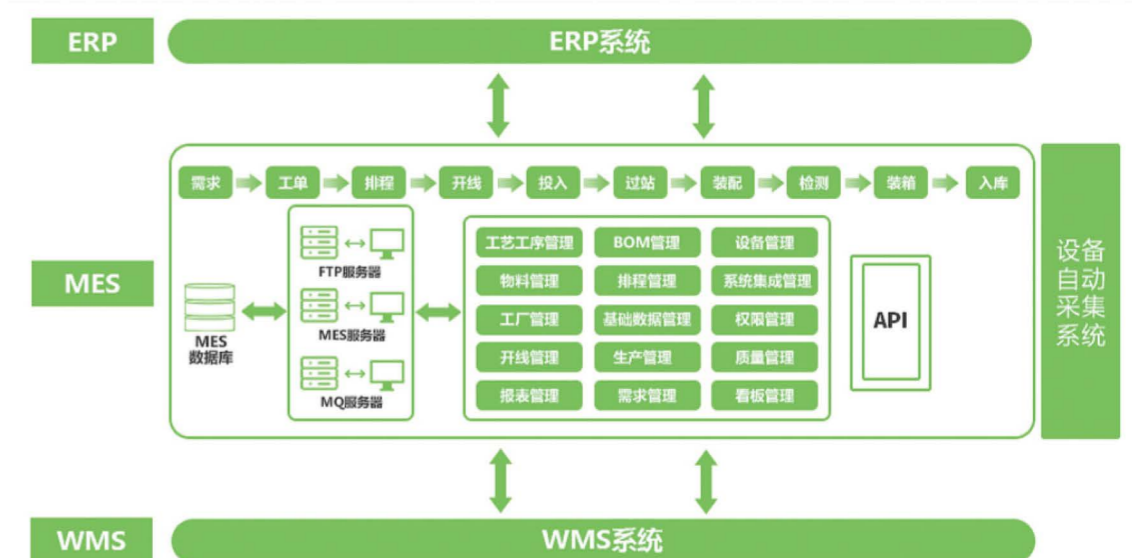 ERP
ERP系统
需求
工单
排程
开线
投入
过站
装配
检测
装箱
入库
MES
MES
数据库
FTP服务器
MES服务器
MQ服务器
工艺工序管理
BOM管理
设备管理
物料管理
排程管理
系统集成管理
工厂管理
基础数据管理
权限管理
开线管理
生产管理
质量管理
报表管理
需求管理
看板管理
API
设备
自动
采集
系统
WMS
WMS系统